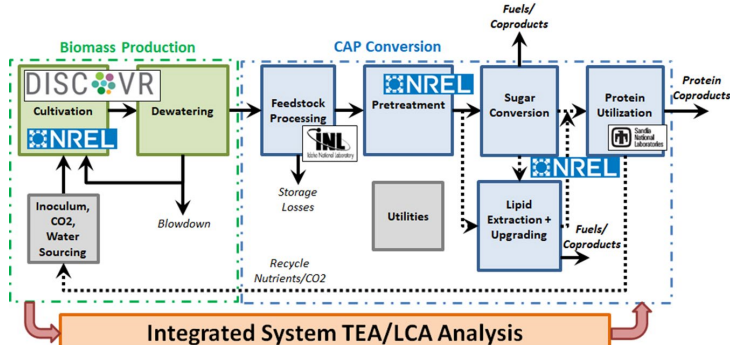 Fuels/
Coproducts
Biomass Production
CAP Conversion
DISCOVR
Cultivation
NREL
Dewatering
Feedstock
Processing
INL
Idaho National Laboratory
NREL
Pretreatment
Sugar
Conversion
Protein
Utilization
Sandia
National
Laboratories
Protein
Coproducts
NREL
Inoculum,
CO2,
Water
Sourcing
Blowdown
Storage
Losses
Utilities
Lipid
Extraction +
Upgrading
Fuels/
Coproducts
Recycle
Nutrients/CO2
Integrated System TEA/LCA Analysis